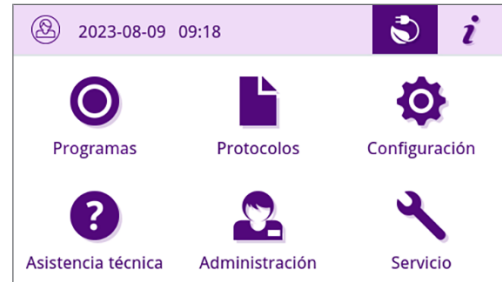 2023-08-09 09:18
Programas Protocolos Configuración
Asistencia técnica Administración Servicio